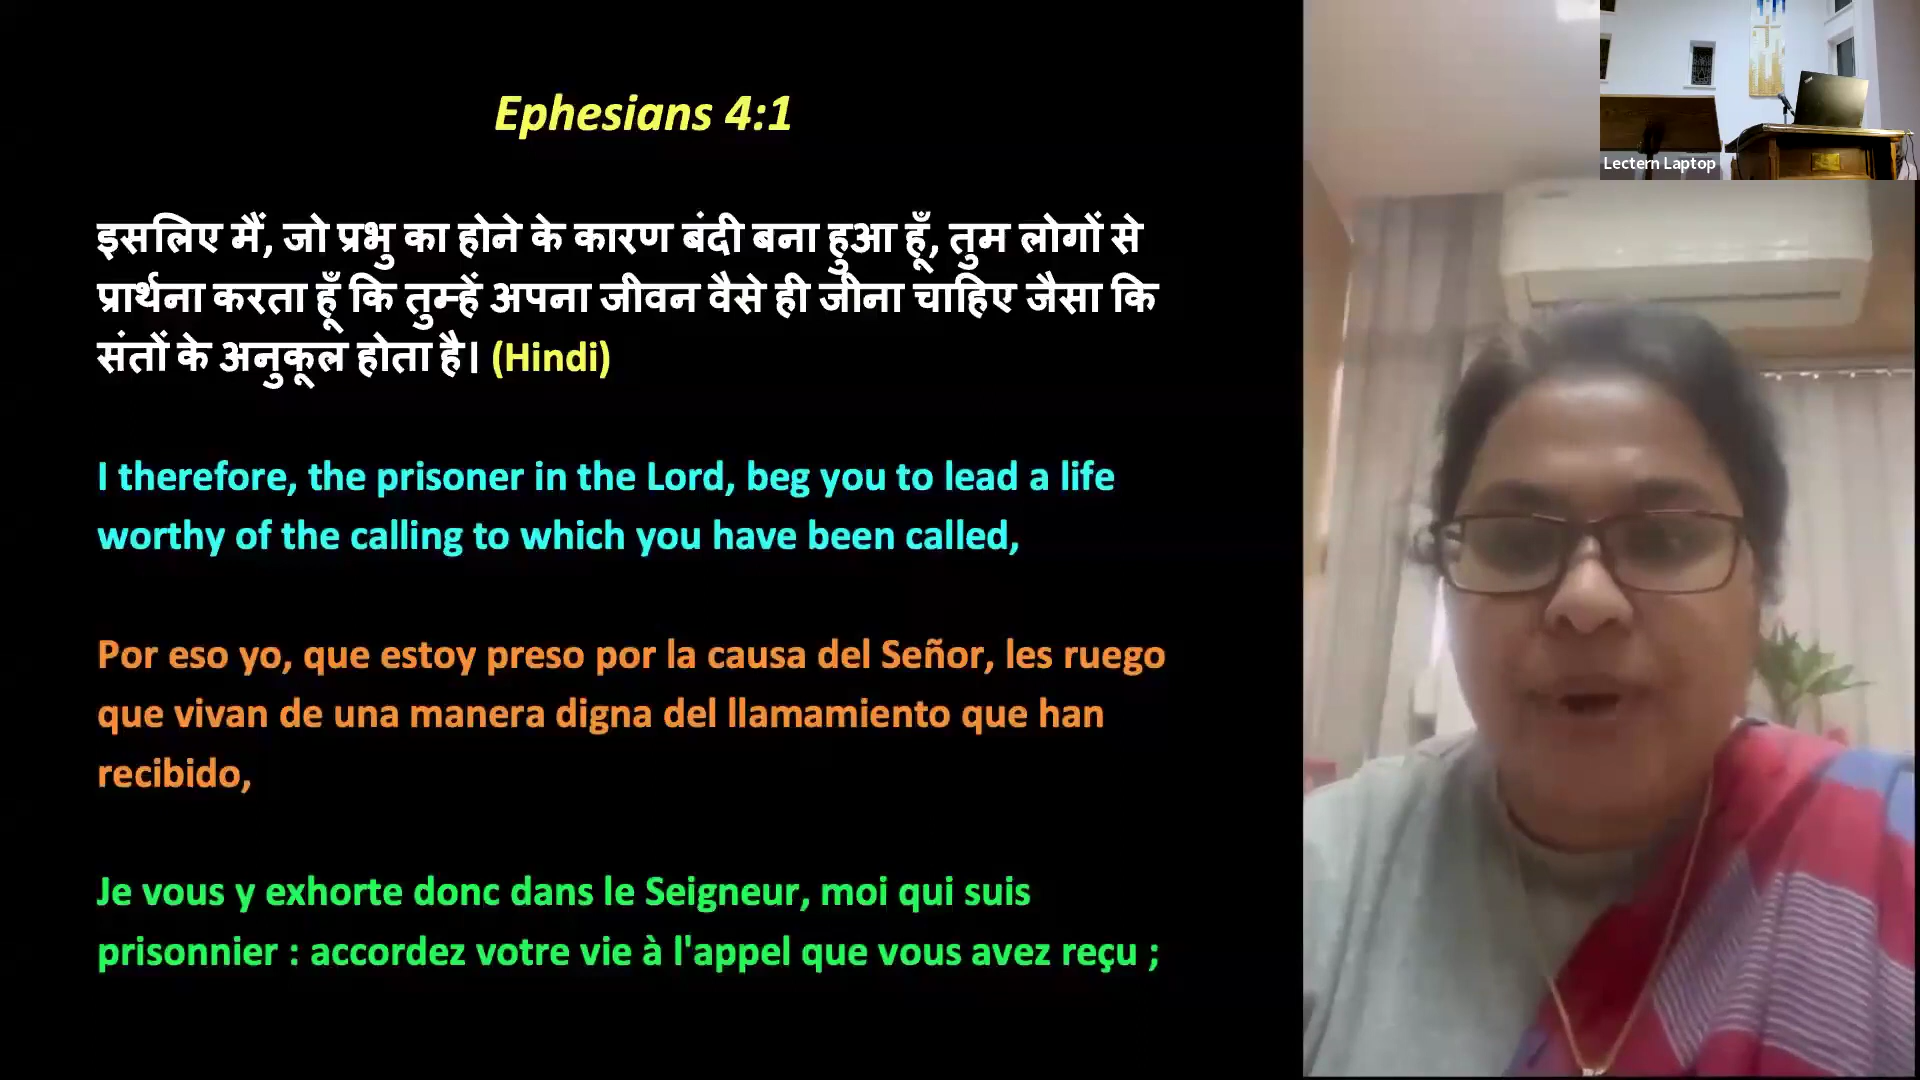 Ephesians 4:1
इसलिए मैं, जो प्रभु का होने के कारण बंदी बना हुआ हूँ, तुम लोगों से
प्रार्थना करता हूँ कि तुम्हें अपना जीवन वैसे ही जीना चाहिए जैसा कि
संतों के अनुकूल होता है। (Hindi)
I therefore, the prisoner in the Lord, beg you to lead a life
worthy of the calling to which you have been called,
Por eso yo, que estoy preso por la causa del Señor, les ruego
que vivan de una manera digna del llamamiento que han
recibido,
Je vous y exhorte donc dans le Seigneur, moi qui suis
prisonnier : accordez votre vie à l'appel que vous avez reçu ;
Lectern Laptop